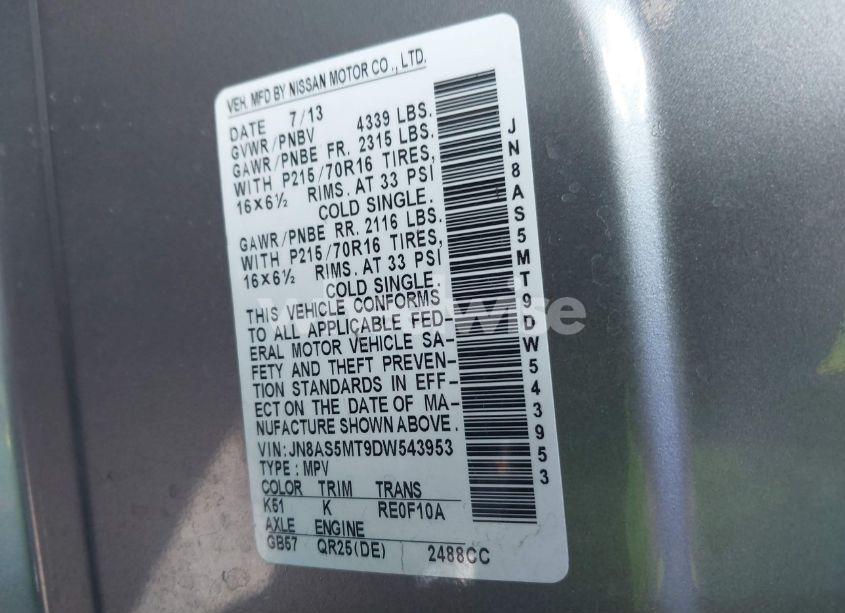 VEH. MFD BY NISSAN MOTOR CO., LTD.
DATE 7/13
GVWR/PNBV 4339 LBS.
GAWR/PNBE FR. 2315 LBS.
WITH P215/70R16 TIRES,
16×6½ RIMS. AT 33 PSI
COLD SINGLE.
GAWR/PNBE RR. 2116 LBS.
WITH P215/70R16 TIRES,
16×6½ RIMS. AT 33 PSI
COLD SINGLE.
THIS VEHICLE CONFORMS
TO ALL APPLICABLE FED-
ERAL MOTOR VEHICLE SA-
FETY AND THEFT PREVEN-
TION STANDARDS IN EFF-
ECT ON THE DATE OF MA-
NUFACTURE SHOWN ABOVE.
VIN:JN8AS5MT9DW543953
TYPE:MPV
COLOR TRIM TRANS
K51 K RE0F10A
AXLE ENGINE
GB57 QR25(DE) 2488CC
JN8AS5MT9DW543953